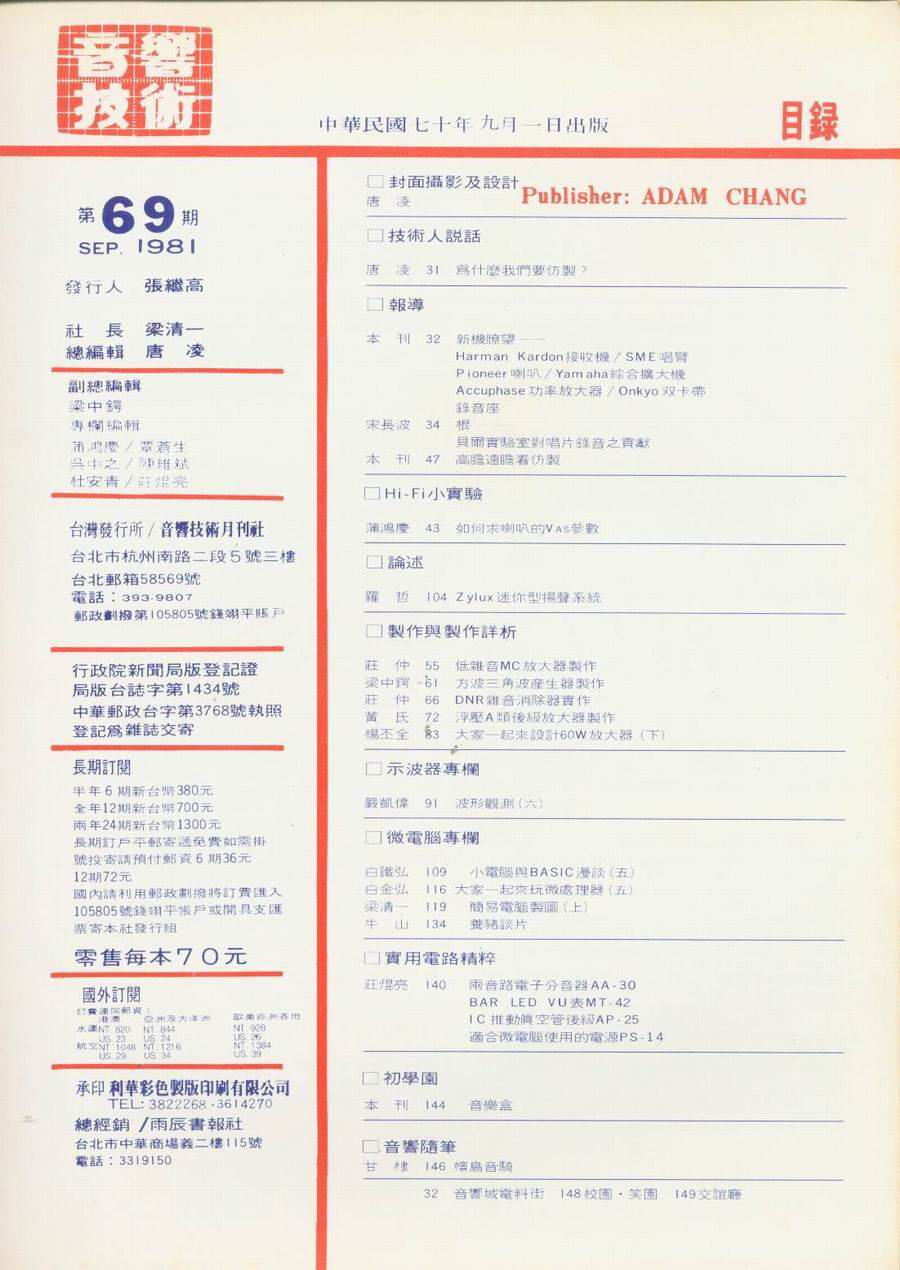 音響
技術
中華民國七十年九月一日出版
目録
第69期
SEP. 1981
發行人 張繼高
社 長 梁清一
總編輯 唐 凌
副總編輯
梁中鍔
專欄編輯
蒲鴻慶／覃蒼生
吳中之／陳維斌
杜安青／莊焜亮
台灣發行所／音響技術月刊社
台北市杭州南路二段5號三樓
台北郵箱58569號
電話：393-9807
郵政劃撥第105805號錢翊平賬戶
行政院新聞局版登記證
局版台誌字第1434號
中華郵政台字第3768號執照
登記爲雜誌交寄
長期訂閱
半年6期新台幣380元
全年12期新台幣700元
兩年24期新台幣1300元
長期訂戶平郵寄遞免費如需掛
號投寄請預付郵資6期36元
12期72元
國內請利用郵政劃撥將訂費匯入
105805號錢翊平帳戶或開具支匯
票寄本社發行組
零售每本70元
國外訂閱
訂費連同郵資：
港澳 亞洲及大洋洲 歐美非洲各地
水運NT 820 NT 844 NT 928
US. 23 US 24 US 26
航空NT 1048 NT 1216 NT. 1384
US 29 US. 34 US. 39
承印 利華彩色製版印刷有限公司
TEL: 3822268·3614270
總經銷／雨辰書報社
台北市中華商場義二樓115號
電話：3319150
□封面攝影及設計
唐 凌
Publisher: ADAM CHANG
□技術人説話
唐 凌 31 爲什麼我們要仿製？
□報導
本 刊 32 新機瞭望——
Harman Kardon接收機／SME唱臂
Pioneer喇叭／Yamaha綜合擴大機
Accuphase功率放大器／Onkyo双卡帶
錄音座
宋長波 34 根——
貝爾實驗室對唱片錄音之貢獻
本 刊 47 高瞻遠瞻看仿製
□Hi-Fi小實驗
蒲鴻慶 43 如何求喇叭的VAS參數
□論述
羅 哲 104 Zylux迷你型揚聲系統
□製作與製作詳析
莊 仲 55 低雜音MC放大器製作
梁中鍔 61 方波三角波產生器製作
莊 仲 66 DNR雜音消除器實作
黃 氏 72 浮壓A類後級放大器製作
楊丕全 83 大家一起來設計60W放大器（下）
□示波器專欄
嚴凱偉 91 波形觀測（六）
□微電腦專欄
白鐵弘 109 小電腦與BASIC漫談（五）
白金弘 116 大家一起來玩微處理器（五）
梁清一 119 簡易電腦製圖（上）
牛 山 134 養豬談片
□實用電路精粹
莊焜亮 140 兩音路電子分音器AA-30
BAR LED VU表MT-42
IC推動眞空管後級AP-25
適合微電腦使用的電源PS-14
□初學園
本 刊 144 音樂盒
□音響隨筆
甘 棣 146 檀島音騎
32 音響城電料街 148校園·笑園 149交誼廳